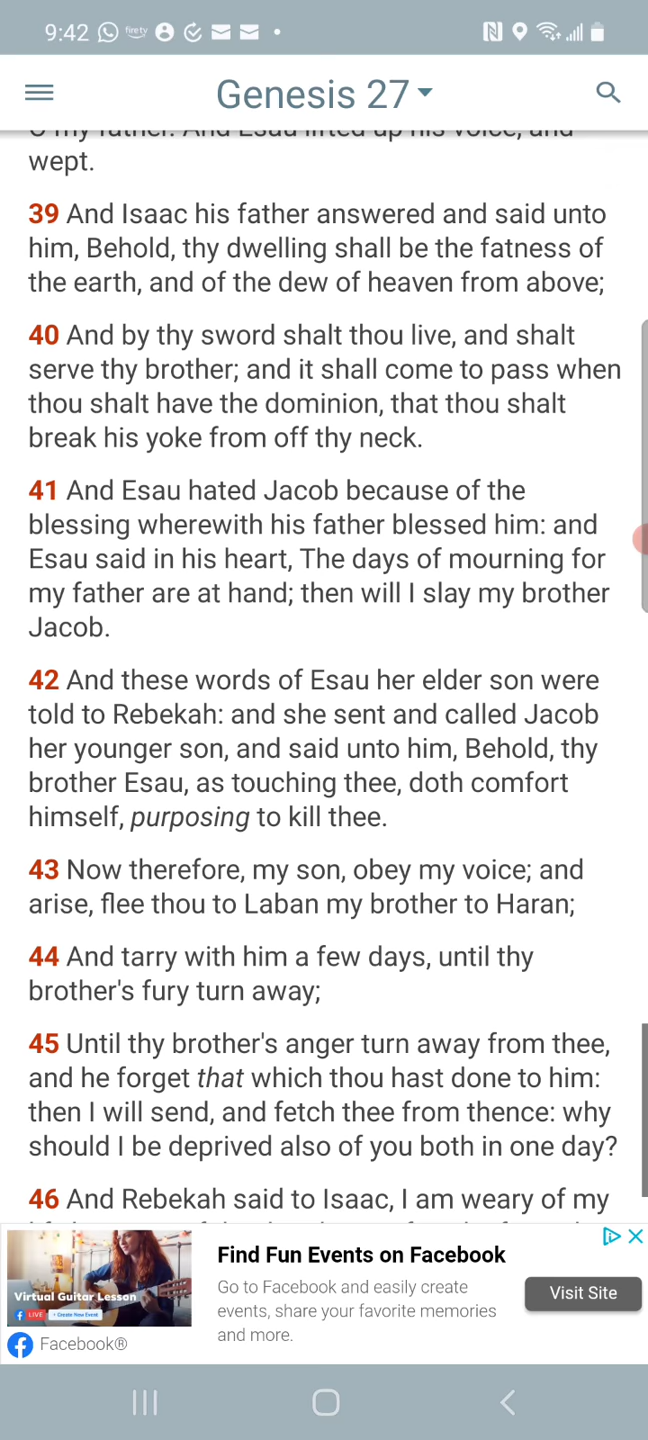 9:42
fire tv
Genesis 27
wept.
39 And Isaac his father answered and said unto
him, Behold, thy dwelling shall be the fatness of
the earth, and of the dew of heaven from above;
40 And by thy sword shalt thou live, and shalt
serve thy brother; and it shall come to pass when
thou shalt have the dominion, that thou shalt
break his yoke from off thy neck.
41 And Esau hated Jacob because of the
blessing wherewith his father blessed him: and
Esau said in his heart, The days of mourning for
my father are at hand; then will I slay my brother
Jacob.
42 And these words of Esau her elder son were
told to Rebekah: and she sent and called Jacob
her younger son, and said unto him, Behold, thy
brother Esau, as touching thee, doth comfort
himself, purposing to kill thee.
43 Now therefore, my son, obey my voice; and
arise, flee thou to Laban my brother to Haran;
44 And tarry with him a few days, until thy
brother's fury turn away;
45 Until thy brother's anger turn away from thee,
and he forget that which thou hast done to him:
then I will send, and fetch thee from thence: why
should I be deprived also of you both in one day?
46 And Rebekah said to Isaac, I am weary of my
Virtual Guitar Lesson
LIVE + Create New Event
Facebook®
Find Fun Events on Facebook
Go to Facebook and easily create
events, share your favorite memories
and more.
Visit Site